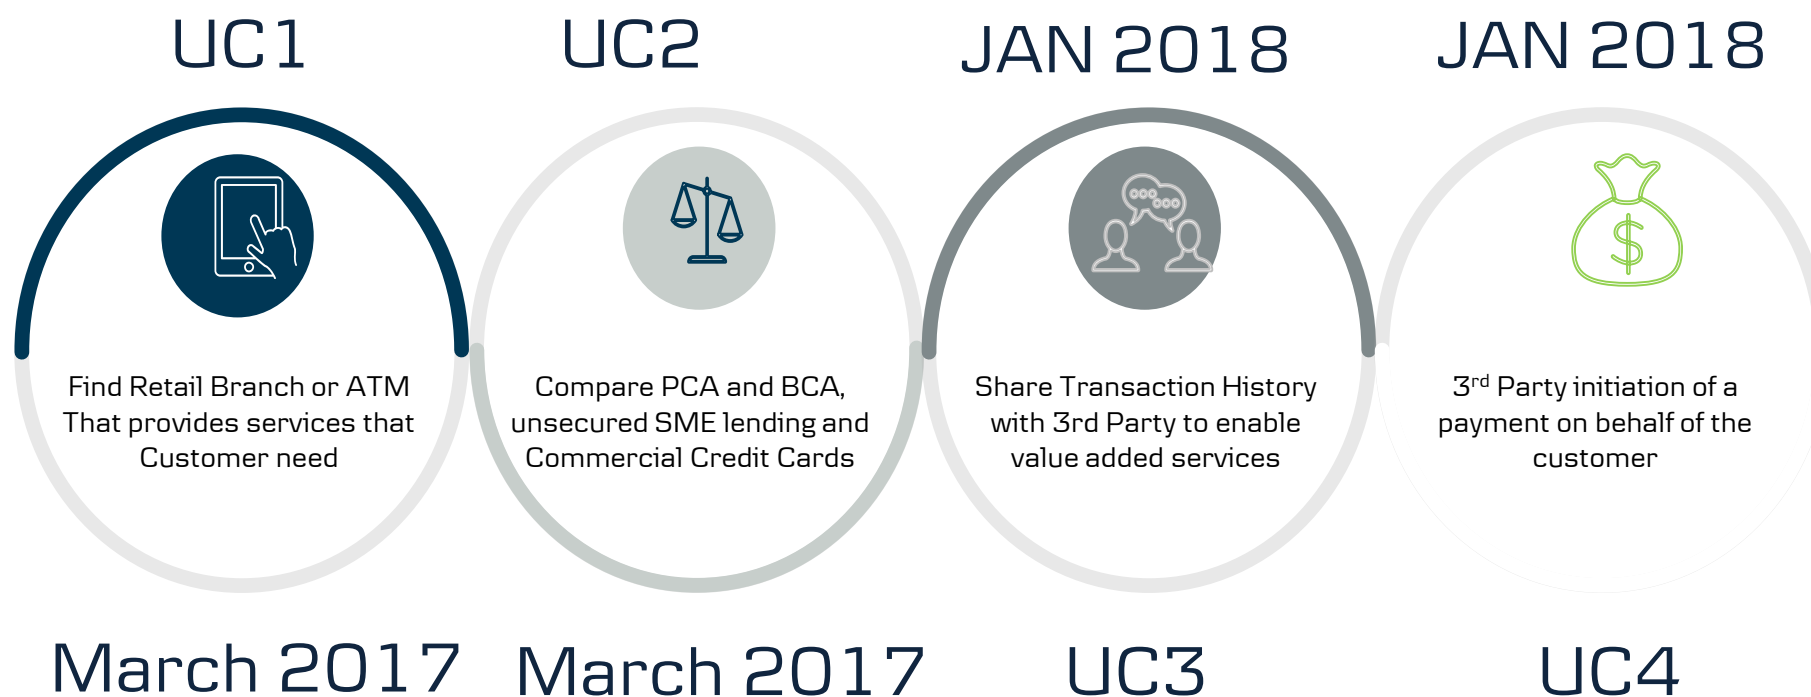 UC1
UC2
JAN 2018
JAN 2018
Find Retail Branch or ATM
That provides services that
Customer need
Compare PCA and BCA,
unsecured SME lending and
Commercial Credit Cards
Share Transaction History
with 3rd Party to enable
value added services
$
3rd Party initiation of a
payment on behalf of the
customer
March 2017
March 2017
UC3
UC4